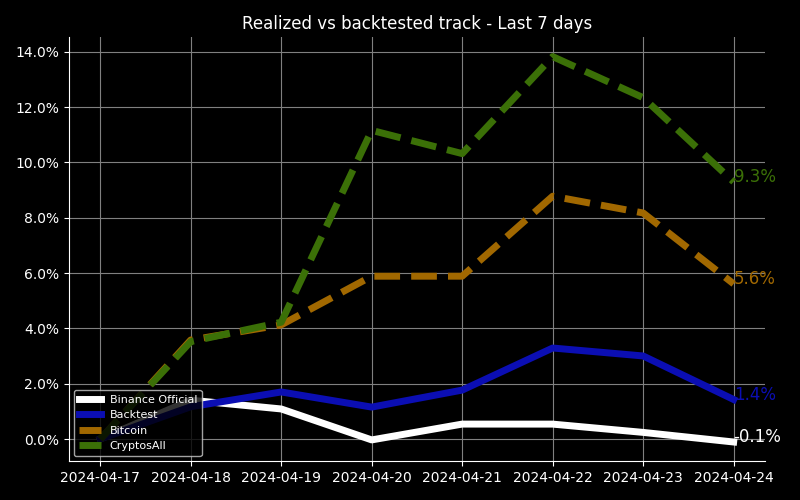 Realized vs backtested track - Last 7 days
14.0%
12.0%
10.0%
8.0%
6.0%
4.0%
2.0%
0.0%
9.3%
5.6%
1.4%
-0.1%
Binance Official
Backtest
Bitcoin
CryptosAll
2024-04-17 2024-04-18 2024-04-19 2024-04-20 2024-04-21 2024-04-22 2024-04-23 2024-04-24